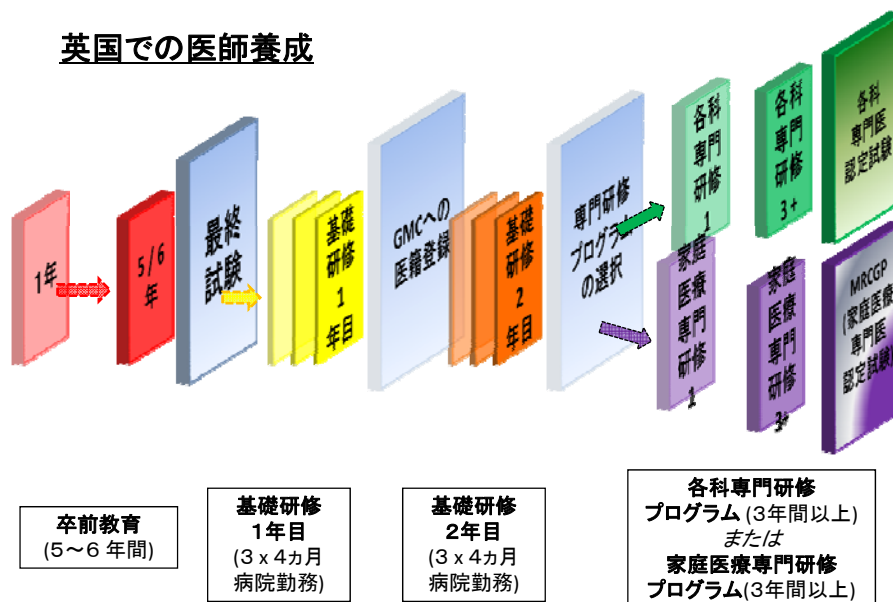 英国での医師養成
1年
5/6
年
最終
試験
基礎
研修
1
年目
GMCへの
医籍登録
基礎
研修
2
年目
専門研修
プログラム
の選択
各科
専門
研修
1
各科
専門
研修
3+
各科
専門医
認定試験
家庭
医療
専門
研修
1
家庭
医療
専門
研修
3+
MRCGP
(家庭医療
専門医
認定試験)
卒前教育
(5~6 年間)
基礎研修
1年目
(3 x 4ヵ月
病院勤務)
基礎研修
2年目
(3 x 4ヵ月
病院勤務)
各科専門研修
プログラム (3年間以上)
または
家庭医療専門研修
プログラム(3年間以上)